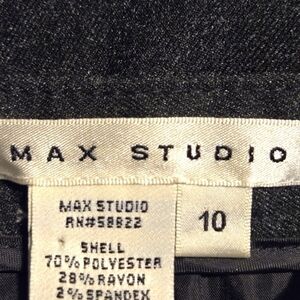 MAX STUDIO
MAX STUDIO
RN#58822
10
SHELL
70% POLYESTER
28% RAYON
2% SPANDEX